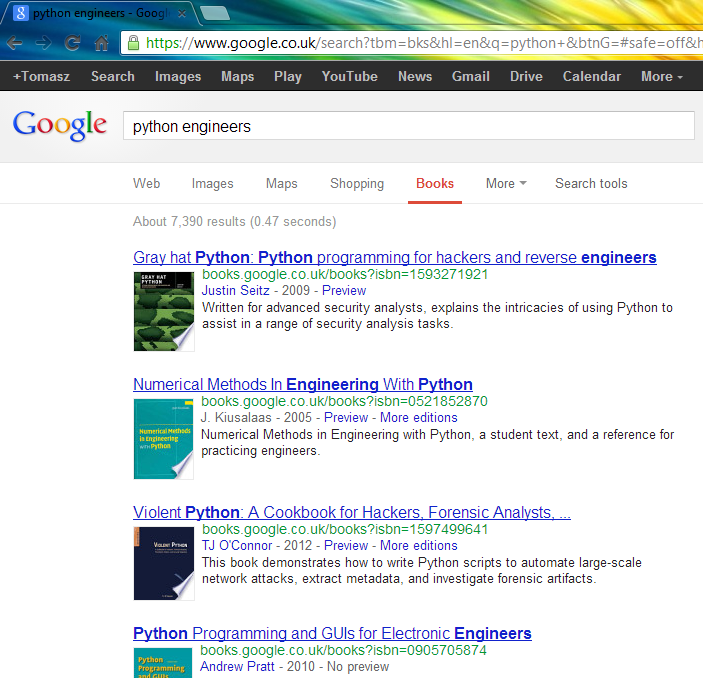 python engineers - Googl
https://www.google.co.uk/search?tbm=bks&hl=en&q=python+&btnG=#safe=off&h
+Tomasz Search Images Maps Play YouTube News Gmail Drive Calendar More
Google python engineers
Web Images Maps Shopping Books More Search tools
About 7,390 results (0.47 seconds)
Gray hat Python: Python programming for hackers and reverse engineers
books.google.co.uk/books?isbn=1593271921
GRAY HAT
PYTHON
Justin Seitz - 2009 - Preview
Written for advanced security analysts, explains the intricacies of using Python to
assist in a range of security analysis tasks.
Numerical Methods In Engineering With Python
books.google.co.uk/books?isbn=0521852870
J. Kiusalaas - 2005 - Preview - More editions
Numerical Methods
in Engineering
with Python
Numerical Methods in Engineering with Python, a student text, and a reference for
practicing engineers.
Violent Python: A Cookbook for Hackers, Forensic Analysts, ...
books.google.co.uk/books?isbn=1597499641
TJ O'Connor - 2012 - Preview - More editions
VIOLENT PYTHON
This book demonstrates how to write Python scripts to automate large-scale
network attacks, extract metadata, and investigate forensic artifacts.
Python Programming and GUIs for Electronic Engineers
books.google.co.uk/books?isbn=0905705874
Andrew Pratt - 2010 - No preview
Python
Programming
and GUIs